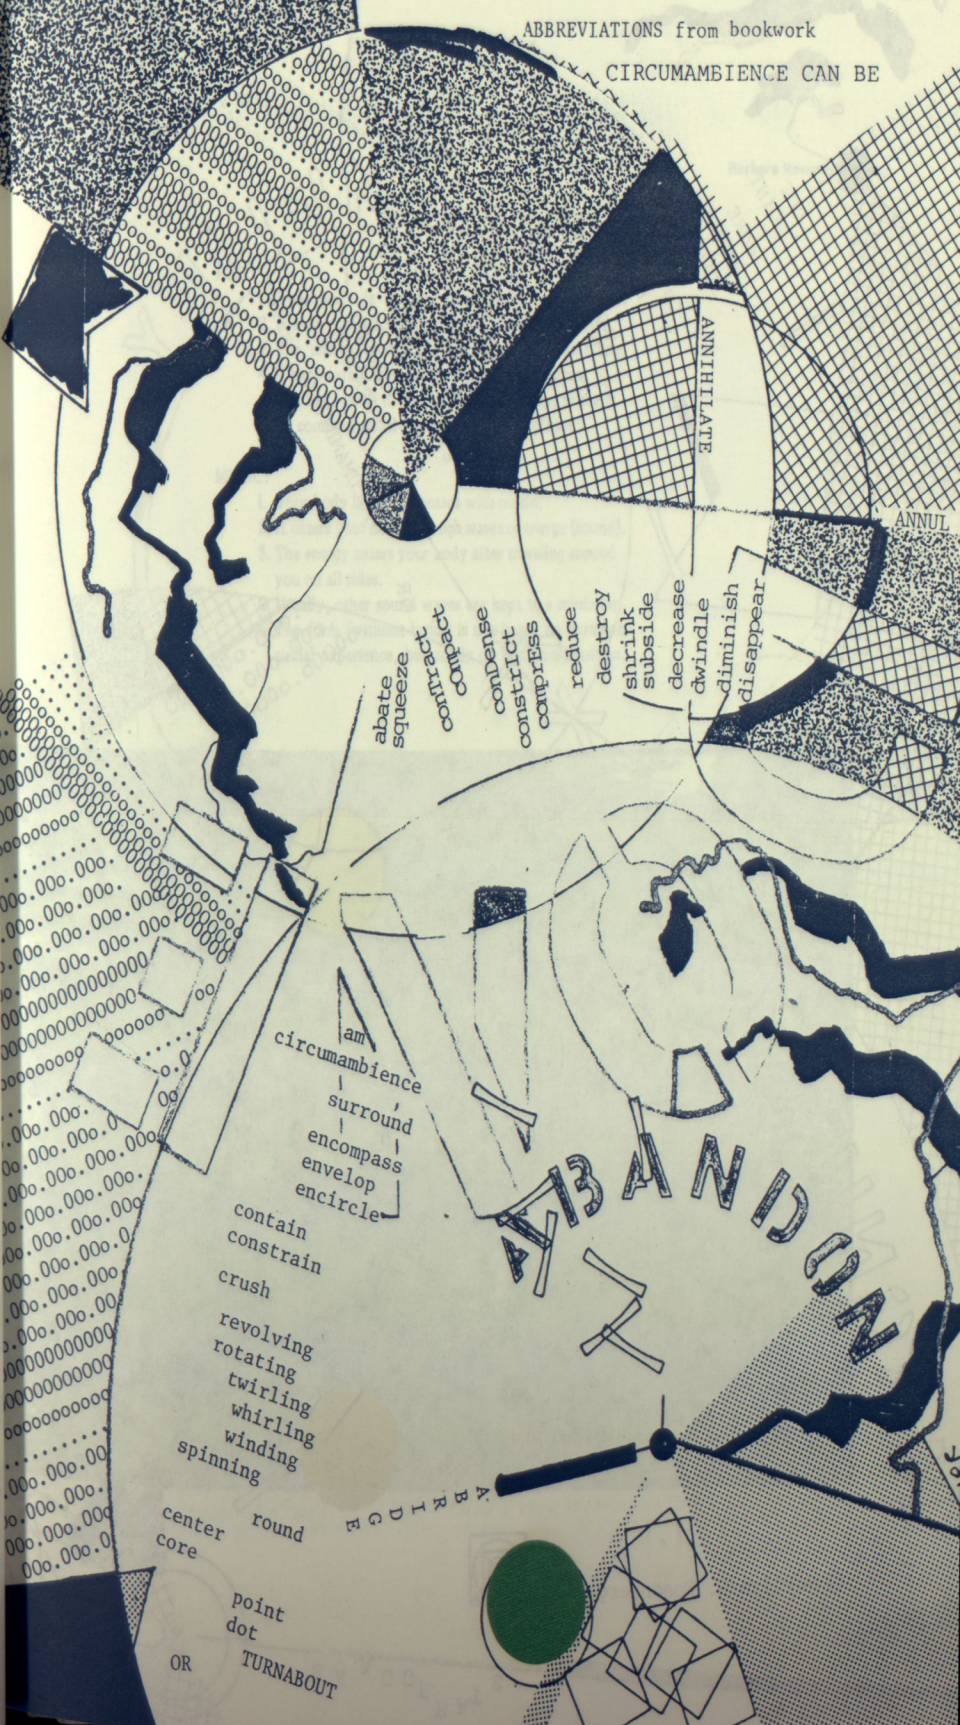 ABBREVIATIONS from bookwork
CIRCUMAMBIENCE CAN BE
ANNIHILATE
ANNUL
abate
squeeze
contract
compact
condense
constrict
compress
reduce
destroy
shrink
subside
decrease
dwindle
diminish
disappear
am
circumambience
surround
encompass
envelop
encircle
contain
constrain
crush
revolving
rotating
twirling
whirling
winding
spinning
round
center
core
point
dot
OR TURNABOUT
ABANDON
ABRIDGE